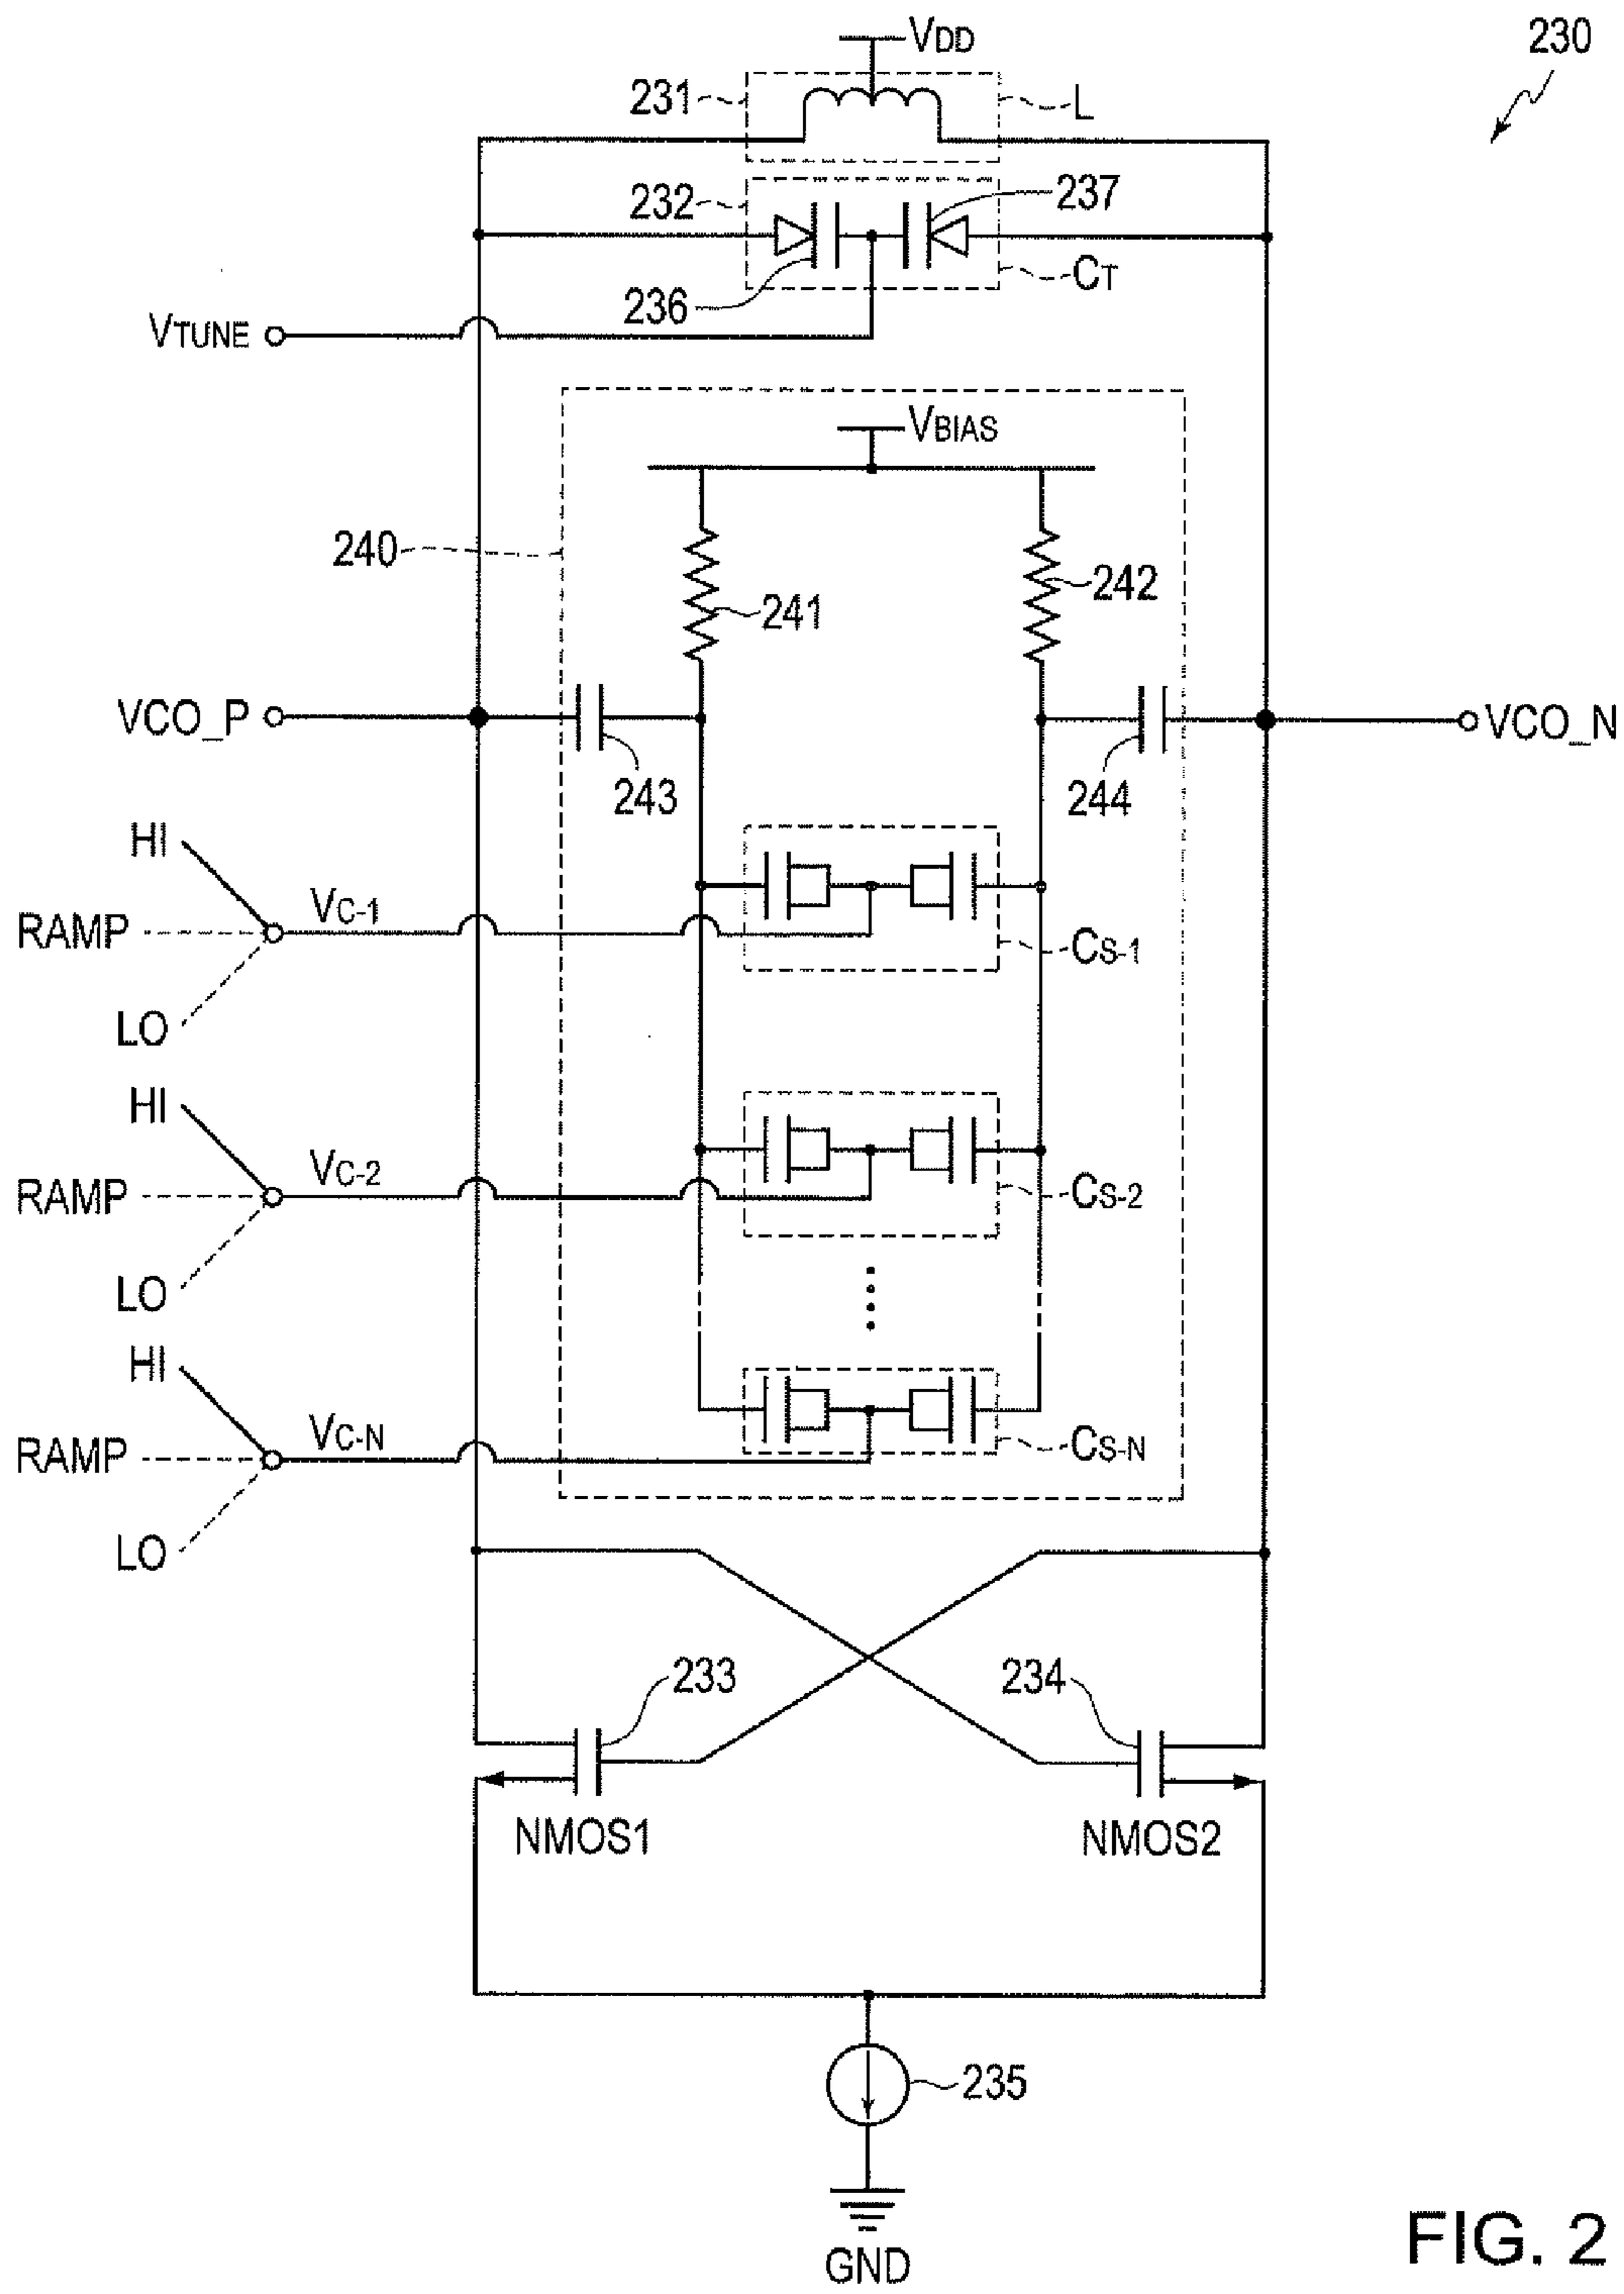 VDD
230
231
L
232
237
236
CT
VTUNE
VBIAS
240
241
242
VCO_P
VCO_N
243
244
HI
RAMP
VC-1
LO
CS-1
HI
RAMP
VC-2
LO
CS-2
HI
RAMP
VC-N
LO
CS-N
233
234
NMOS1
NMOS2
235
GND
FIG. 2